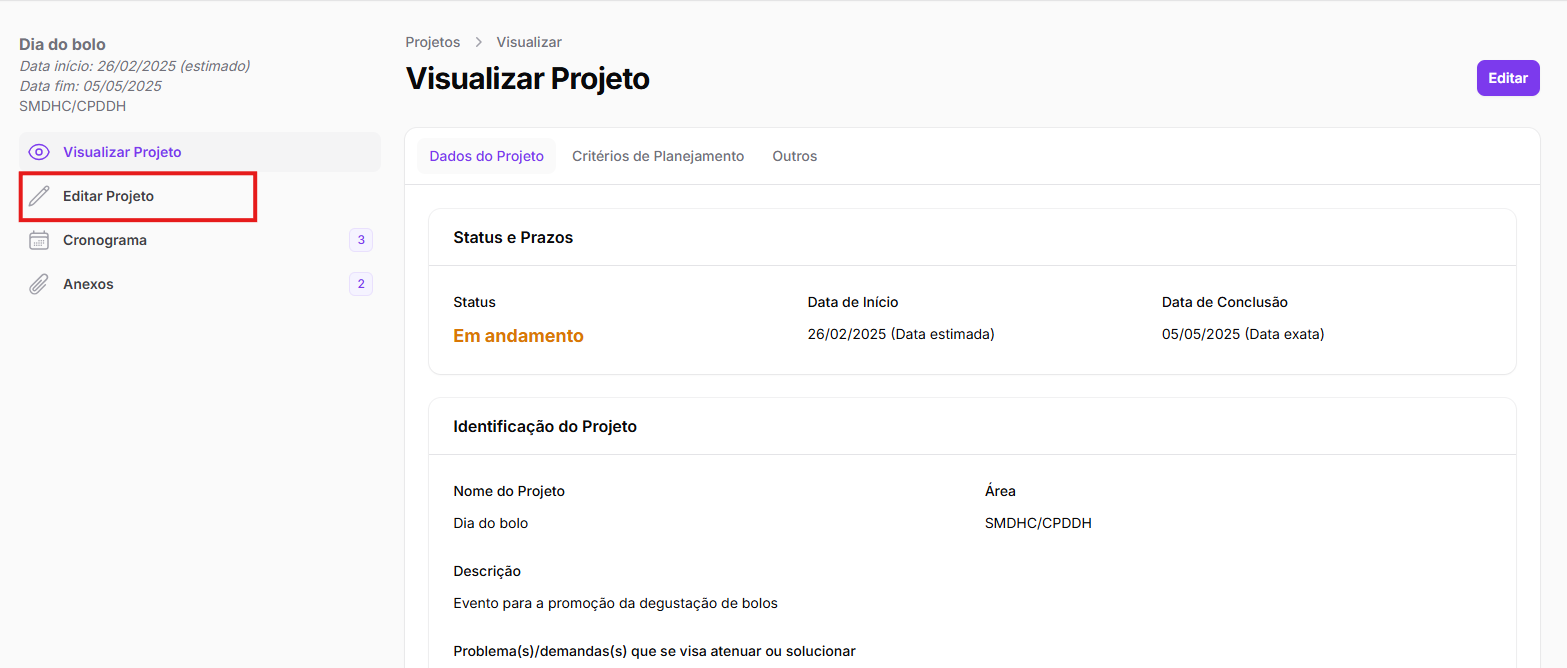 Dia do bolo
Data início: 26/02/2025 (estimado)
Data fim: 05/05/2025
SMDHC/CPDDH
Visualizar Projeto
Editar Projeto
Cronograma 3
Anexos 2
Projetos > Visualizar
Visualizar Projeto
Editar
Dados do Projeto Critérios de Planejamento Outros
Status e Prazos
Status Data de Início Data de Conclusão
Em andamento 26/02/2025 (Data estimada) 05/05/2025 (Data exata)
Identificação do Projeto
Nome do Projeto Área
Dia do bolo SMDHC/CPDDH
Descrição
Evento para a promoção da degustação de bolos
Problema(s)/demandas(s) que se visa atenuar ou solucionar